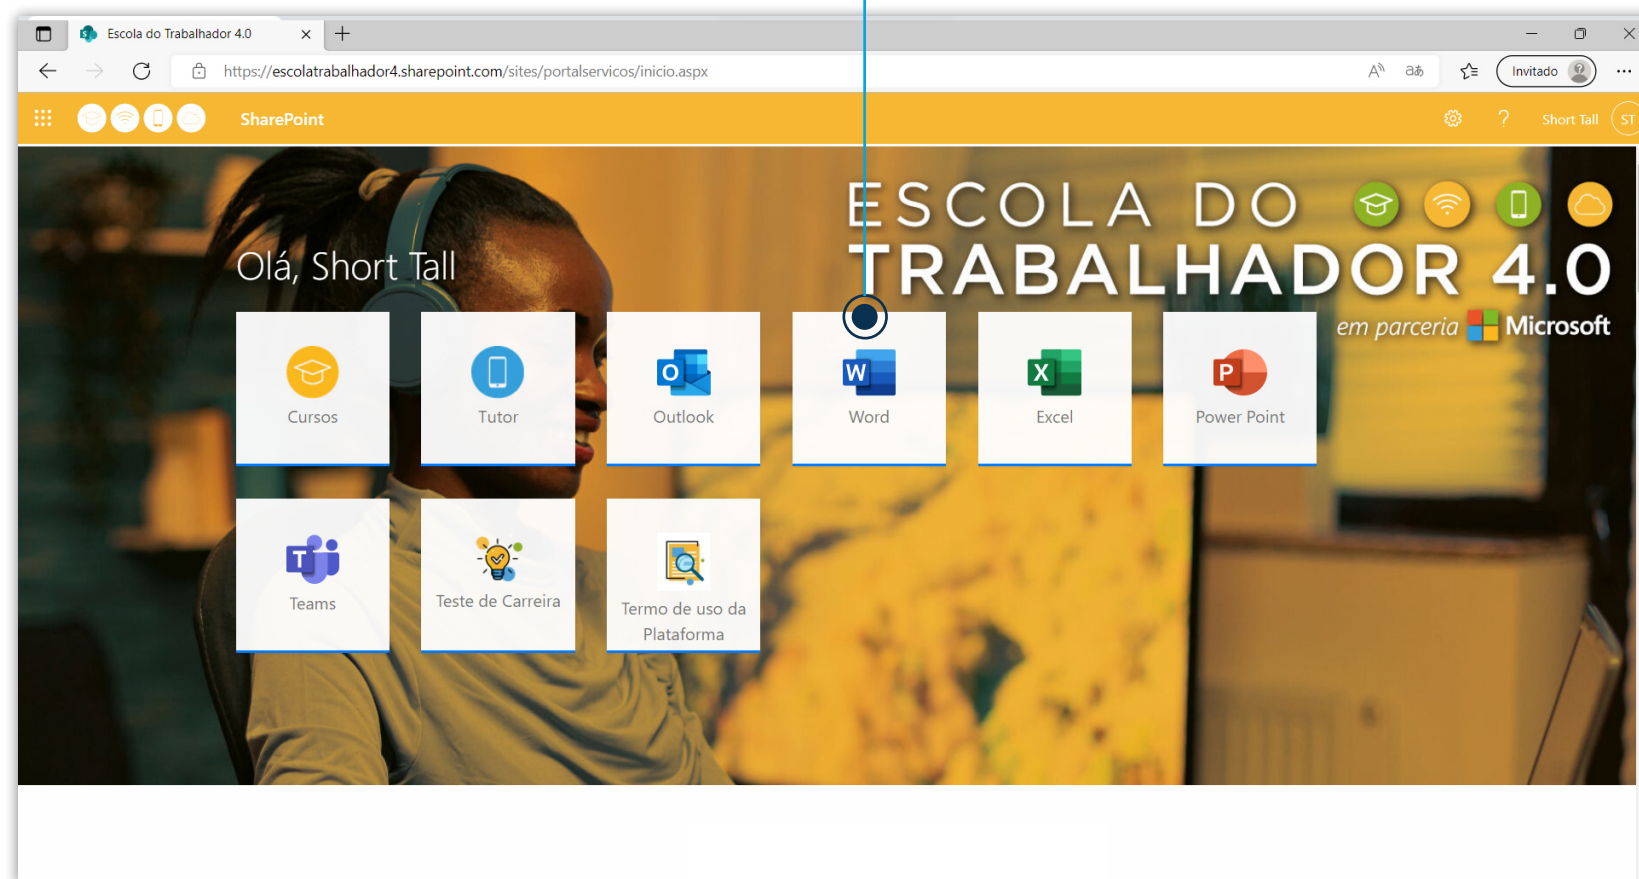 Escola do Trabalhador 4.0
https://escolatrabalhador4.sharepoint.com/sites/portalservicos/inicio.aspx
Invitado
SharePoint
Short Tall
ST
ESCOLA DO
TRABALHADOR 4.0
em parceria Microsoft
Olá, Short Tall
Cursos
Tutor
Outlook
Word
Excel
Power Point
Teams
Teste de Carreira
Termo de uso da
Plataforma